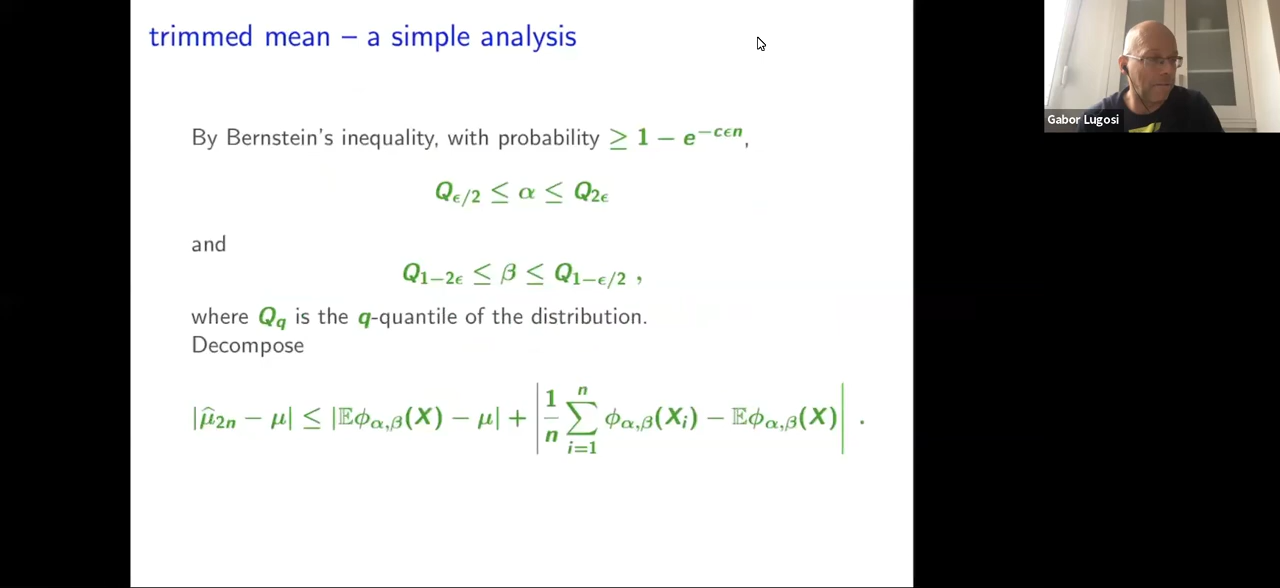 trimmed mean – a simple analysis
By Bernstein's inequality, with probability ≥ 1 − e^{−cϵn},
Q_{ϵ/2} ≤ α ≤ Q_{2ϵ}
and
Q_{1−2ϵ} ≤ β ≤ Q_{1−ϵ/2} ,
where Q_q is the q-quantile of the distribution.
Decompose
|μ̂_{2n} − μ| ≤ |𝔼ϕ_{α,β}(X) − μ| + |1/n ∑_{i=1}^{n} ϕ_{α,β}(X_i) − 𝔼ϕ_{α,β}(X)| .
Gabor Lugosi